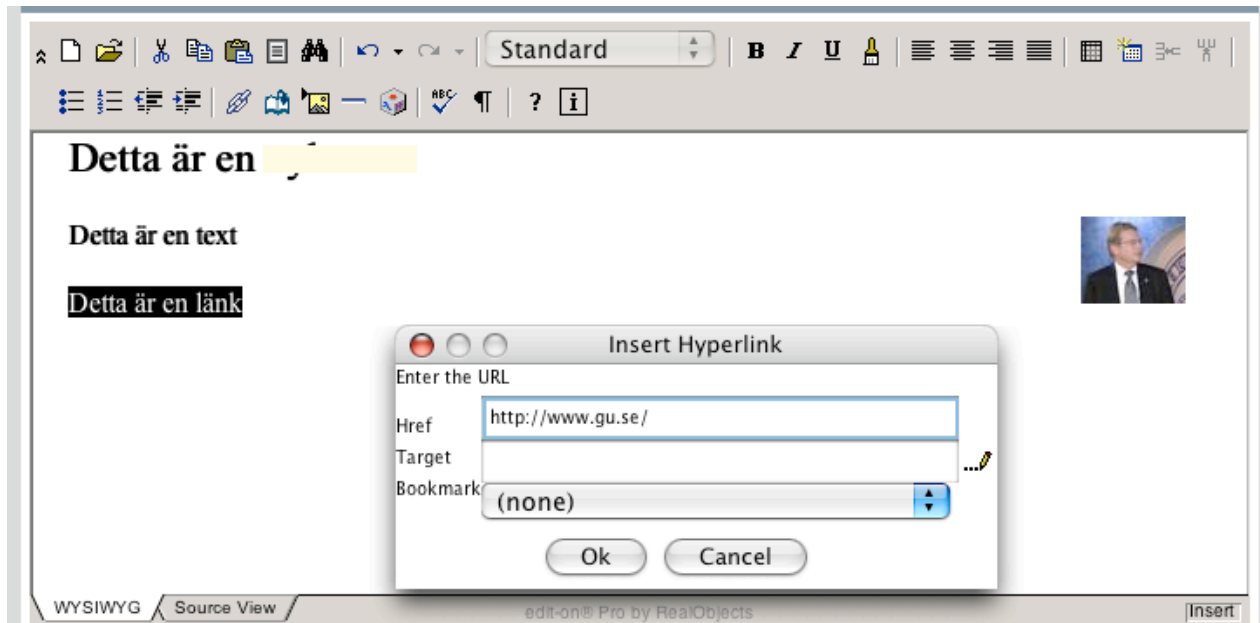 Standard B I U
ABC ¶ ? i
Detta är en
Detta är en text
Detta är en länk
Insert Hyperlink
Enter the URL
Href http://www.gu.se/
Target ...
Bookmark (none)
Ok Cancel
WYSIWYG Source View edit-on® Pro by RealObjects Insert